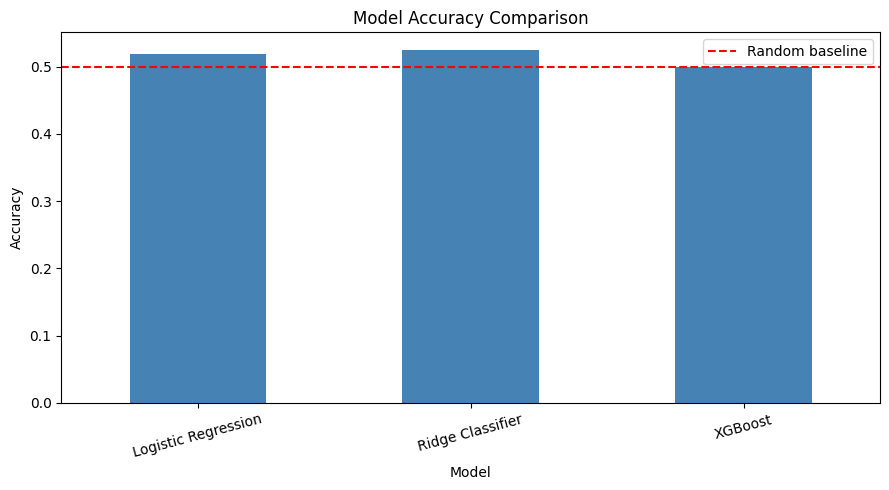 Model Accuracy Comparison
Random baseline
0.5
0.4
0.3
0.2
0.1
0.0
Accuracy
Logistic Regression
Ridge Classifier
XGBoost
Model